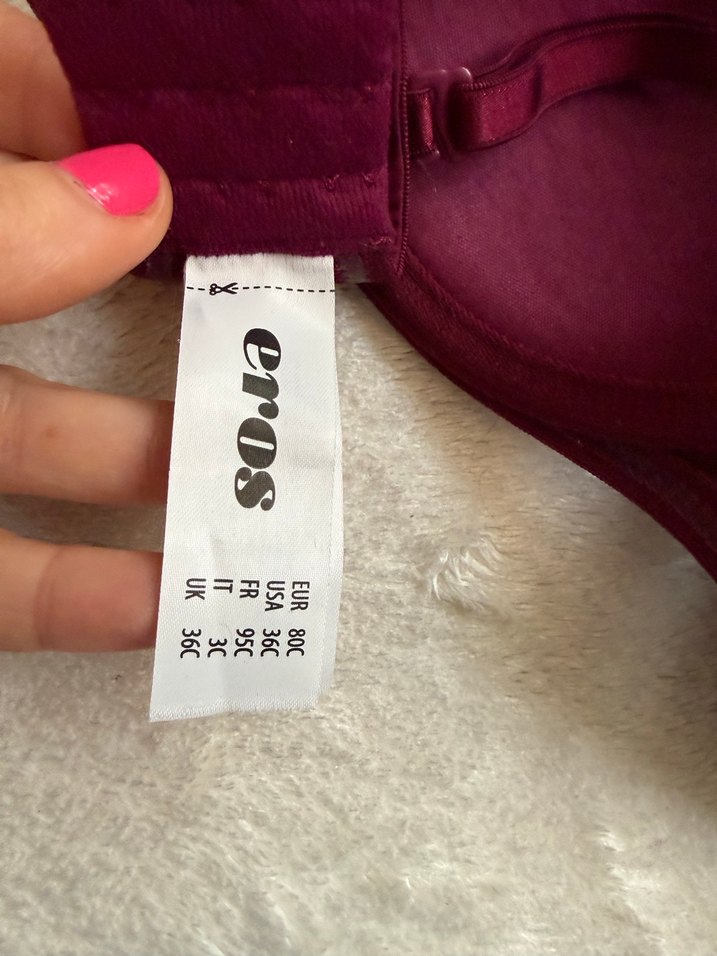 eros
EUR 80C
USA 36C
FR 95C
IT 3C
UK 36C